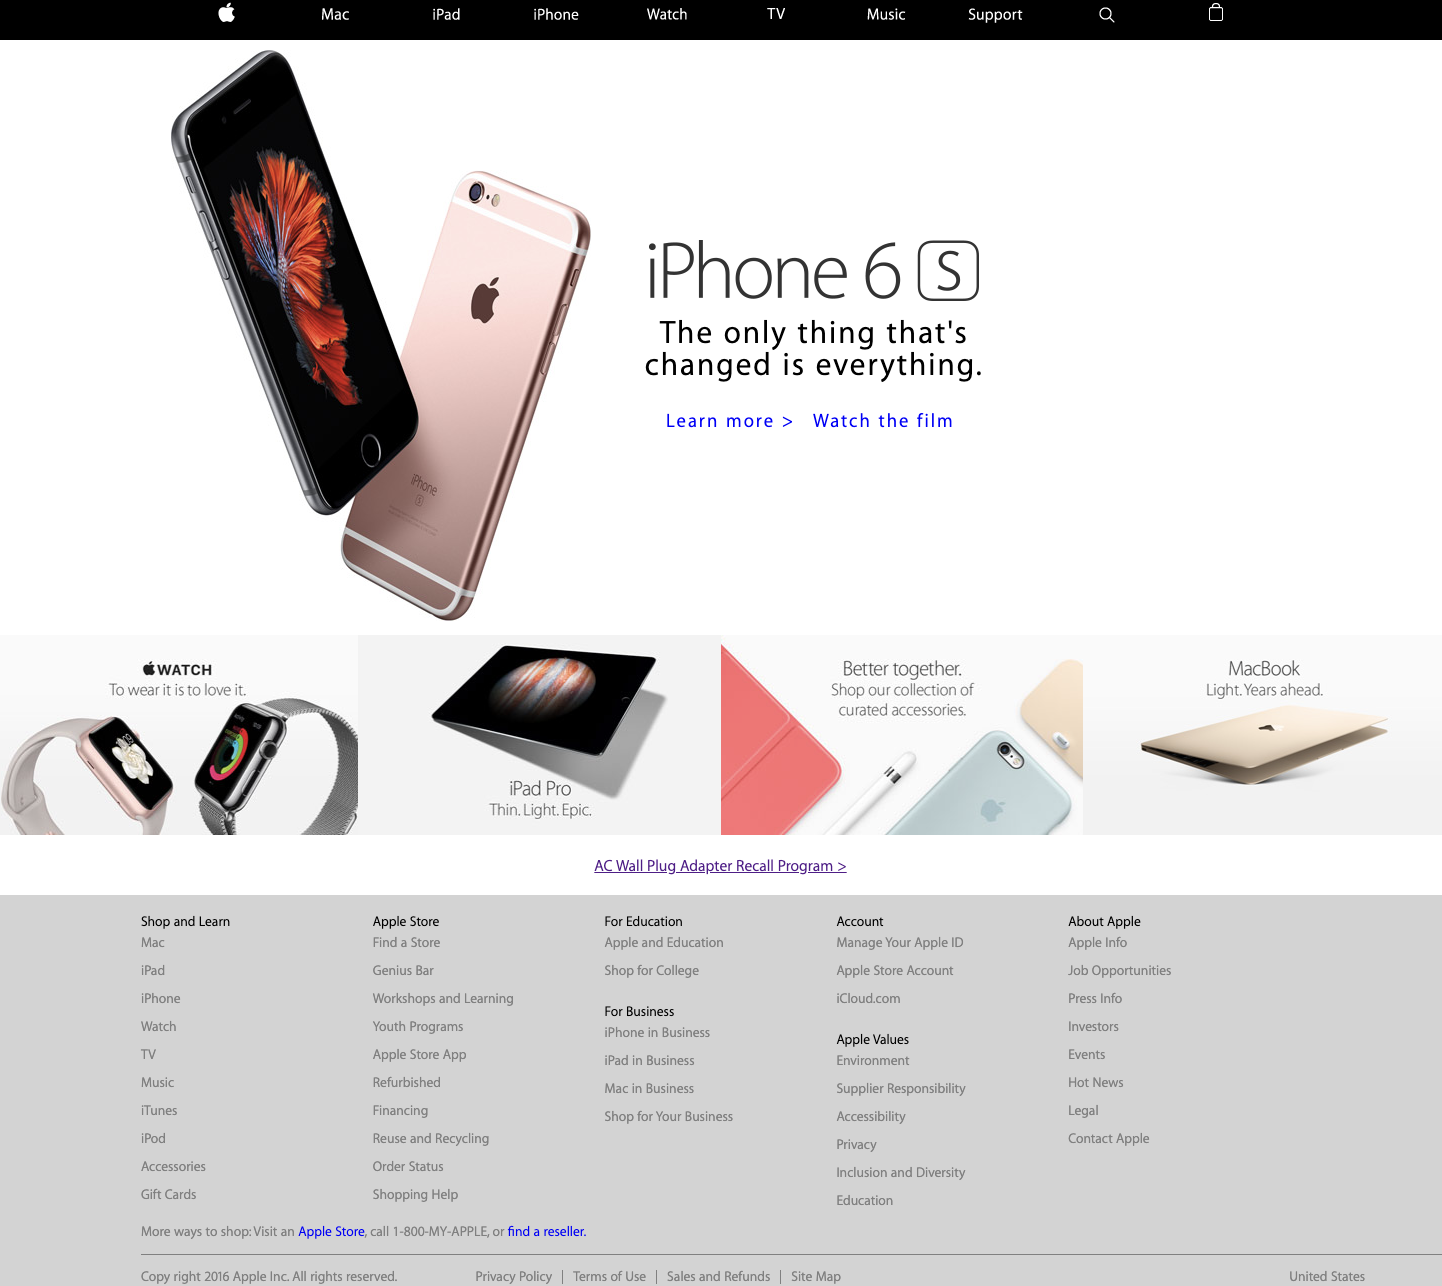 Mac iPad iPhone Watch TV Music Support
iPhone 6 S
The only thing that's
changed is everything.
Learn more > Watch the film
iPhone
S
WATCH
To wear it is to love it.
iPad Pro
Thin. Light. Epic.
Better together.
Shop our collection of
curated accessories.
MacBook
Light. Years ahead.
AC Wall Plug Adapter Recall Program >
Shop and Learn
Mac
iPad
iPhone
Watch
TV
Music
iTunes
iPod
Accessories
Gift Cards
Apple Store
Find a Store
Genius Bar
Workshops and Learning
Youth Programs
Apple Store App
Refurbished
Financing
Reuse and Recycling
Order Status
Shopping Help
For Education
Apple and Education
Shop for College
For Business
iPhone in Business
iPad in Business
Mac in Business
Shop for Your Business
Account
Manage Your Apple ID
Apple Store Account
iCloud.com
Apple Values
Environment
Supplier Responsibility
Accessibility
Privacy
Inclusion and Diversity
Education
About Apple
Apple Info
Job Opportunities
Press Info
Investors
Events
Hot News
Legal
Contact Apple
More ways to shop: Visit an Apple Store, call 1-800-MY-APPLE, or find a reseller.
Copy right 2016 Apple Inc. All rights reserved. Privacy Policy | Terms of Use | Sales and Refunds | Site Map United States